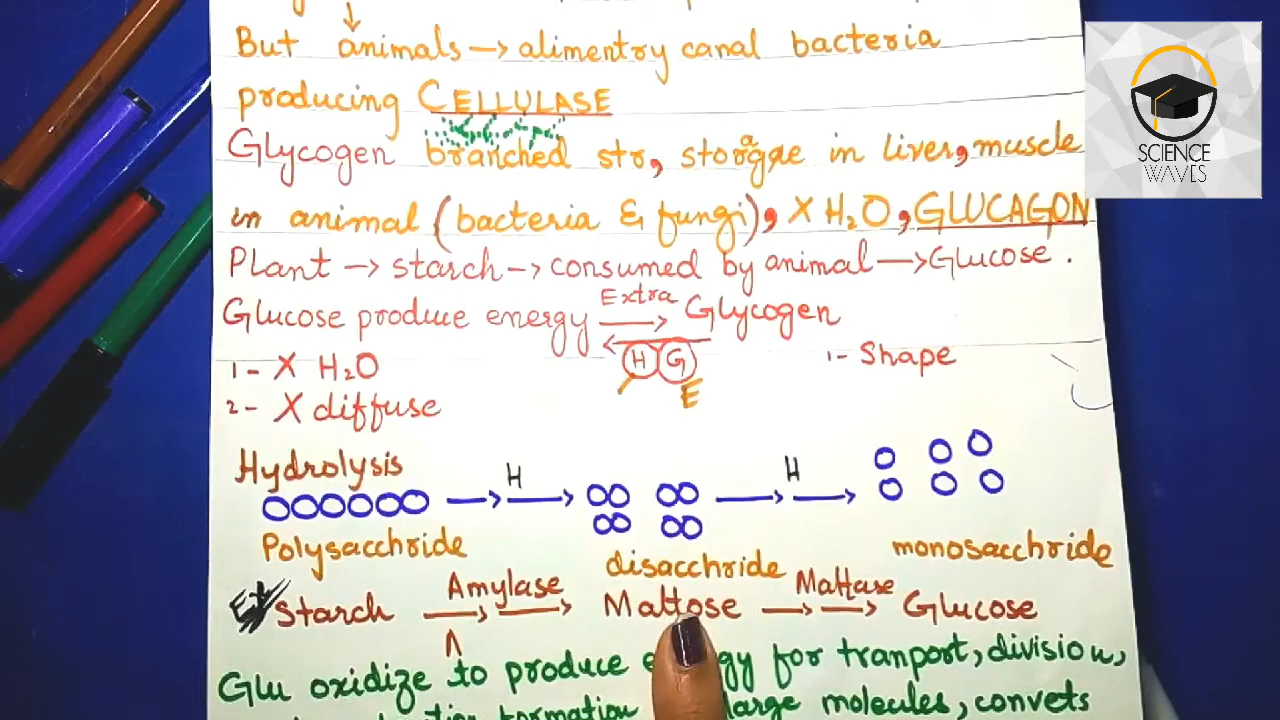 But animals → alimentry canal bacteria
producing CELLULASE
Glycogen branched str, storgae in liver, muscle
a
in animal (bacteria & fungi), X H₂O, GLUCAGON
Plant → starch → consumed by animal → Glucose.
Glucose produce energy Extra Glycogen
H G
E
1- X H₂O
1- Shape
2- X diffuse
Hydrolysis
H
H
Polysacchride
disacchride
monosacchride
Ex Starch Amylase Maltose Maltase Glucose
Glu oxidize to produce for tranport, division,
formation large molecules, convets
SCIENCE
WAVES